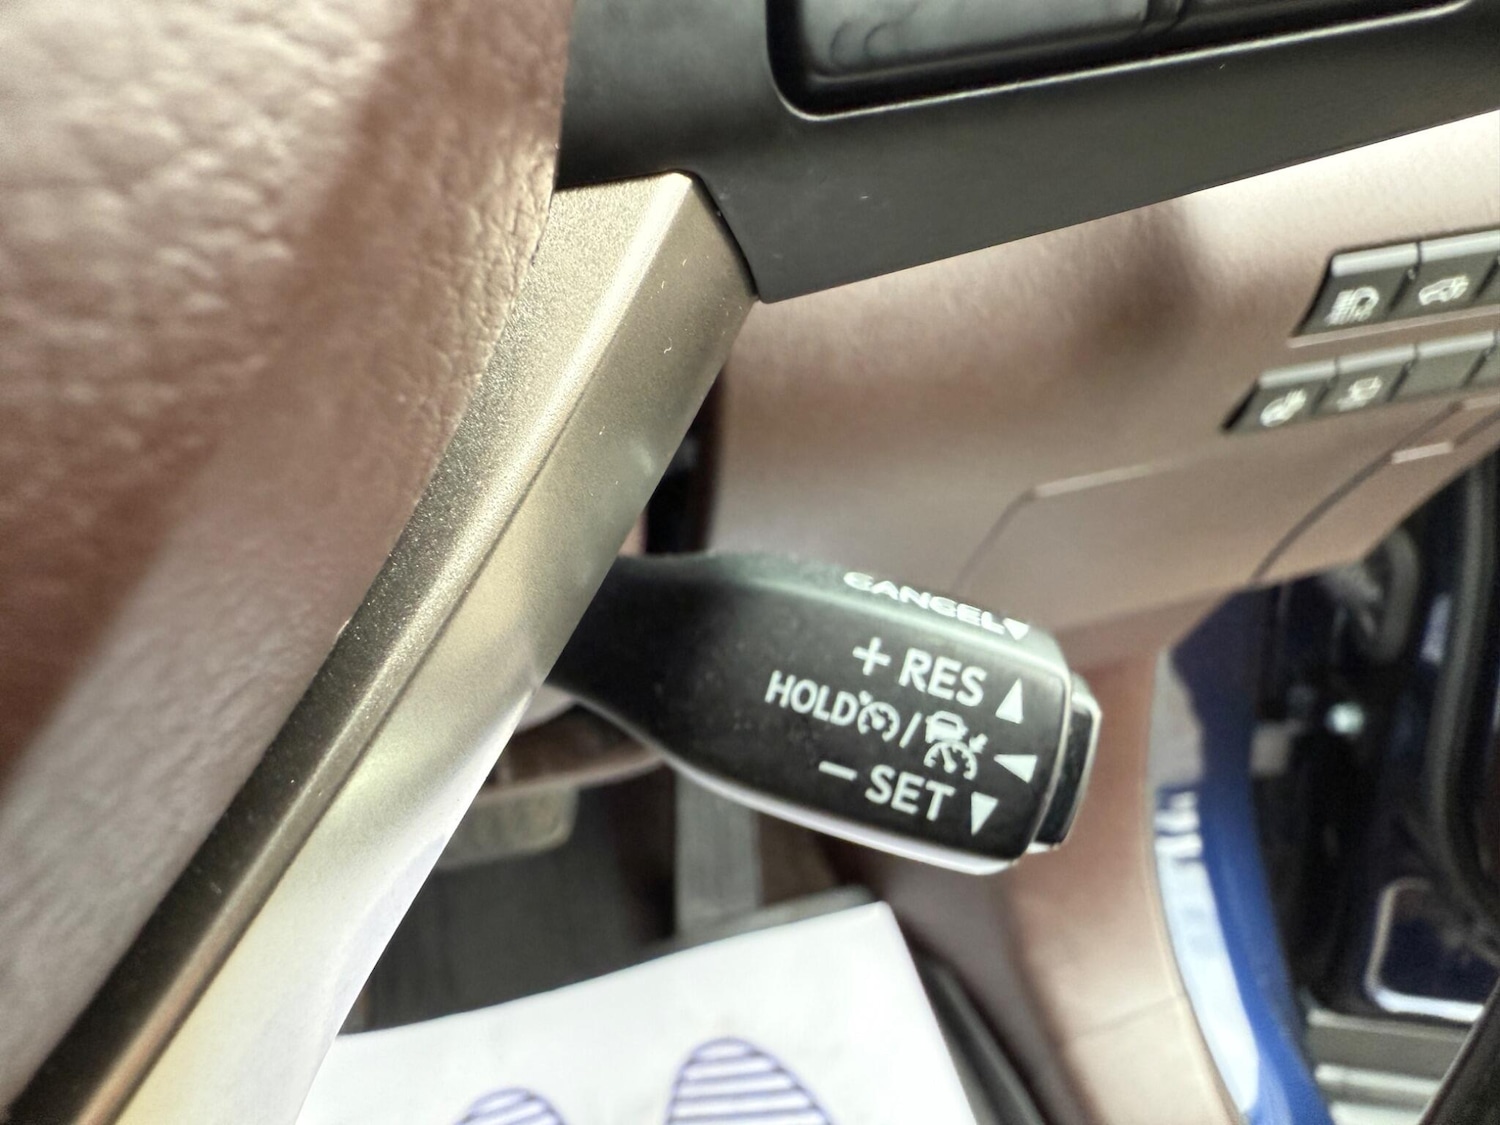 CANCEL▼
+ RES ▲
HOLD /
− SET ▼